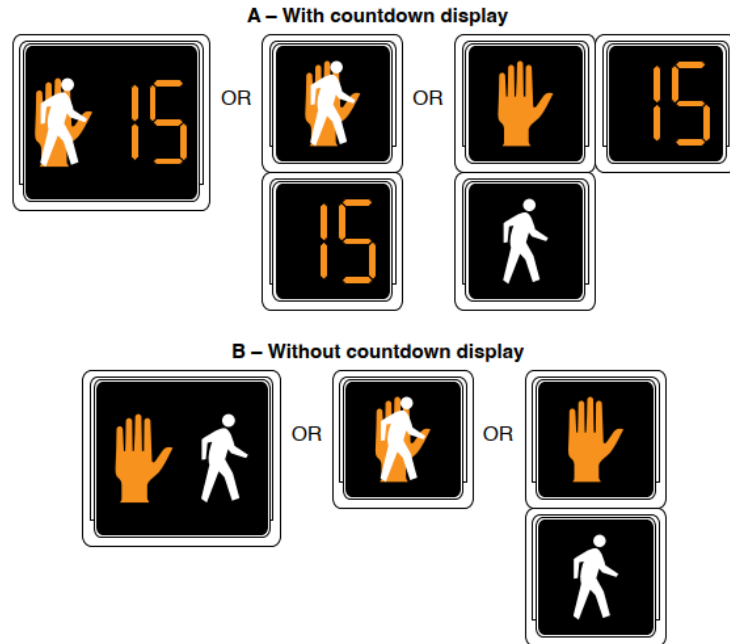 A – With countdown display
15 OR OR 15
15
B – Without countdown display
OR OR